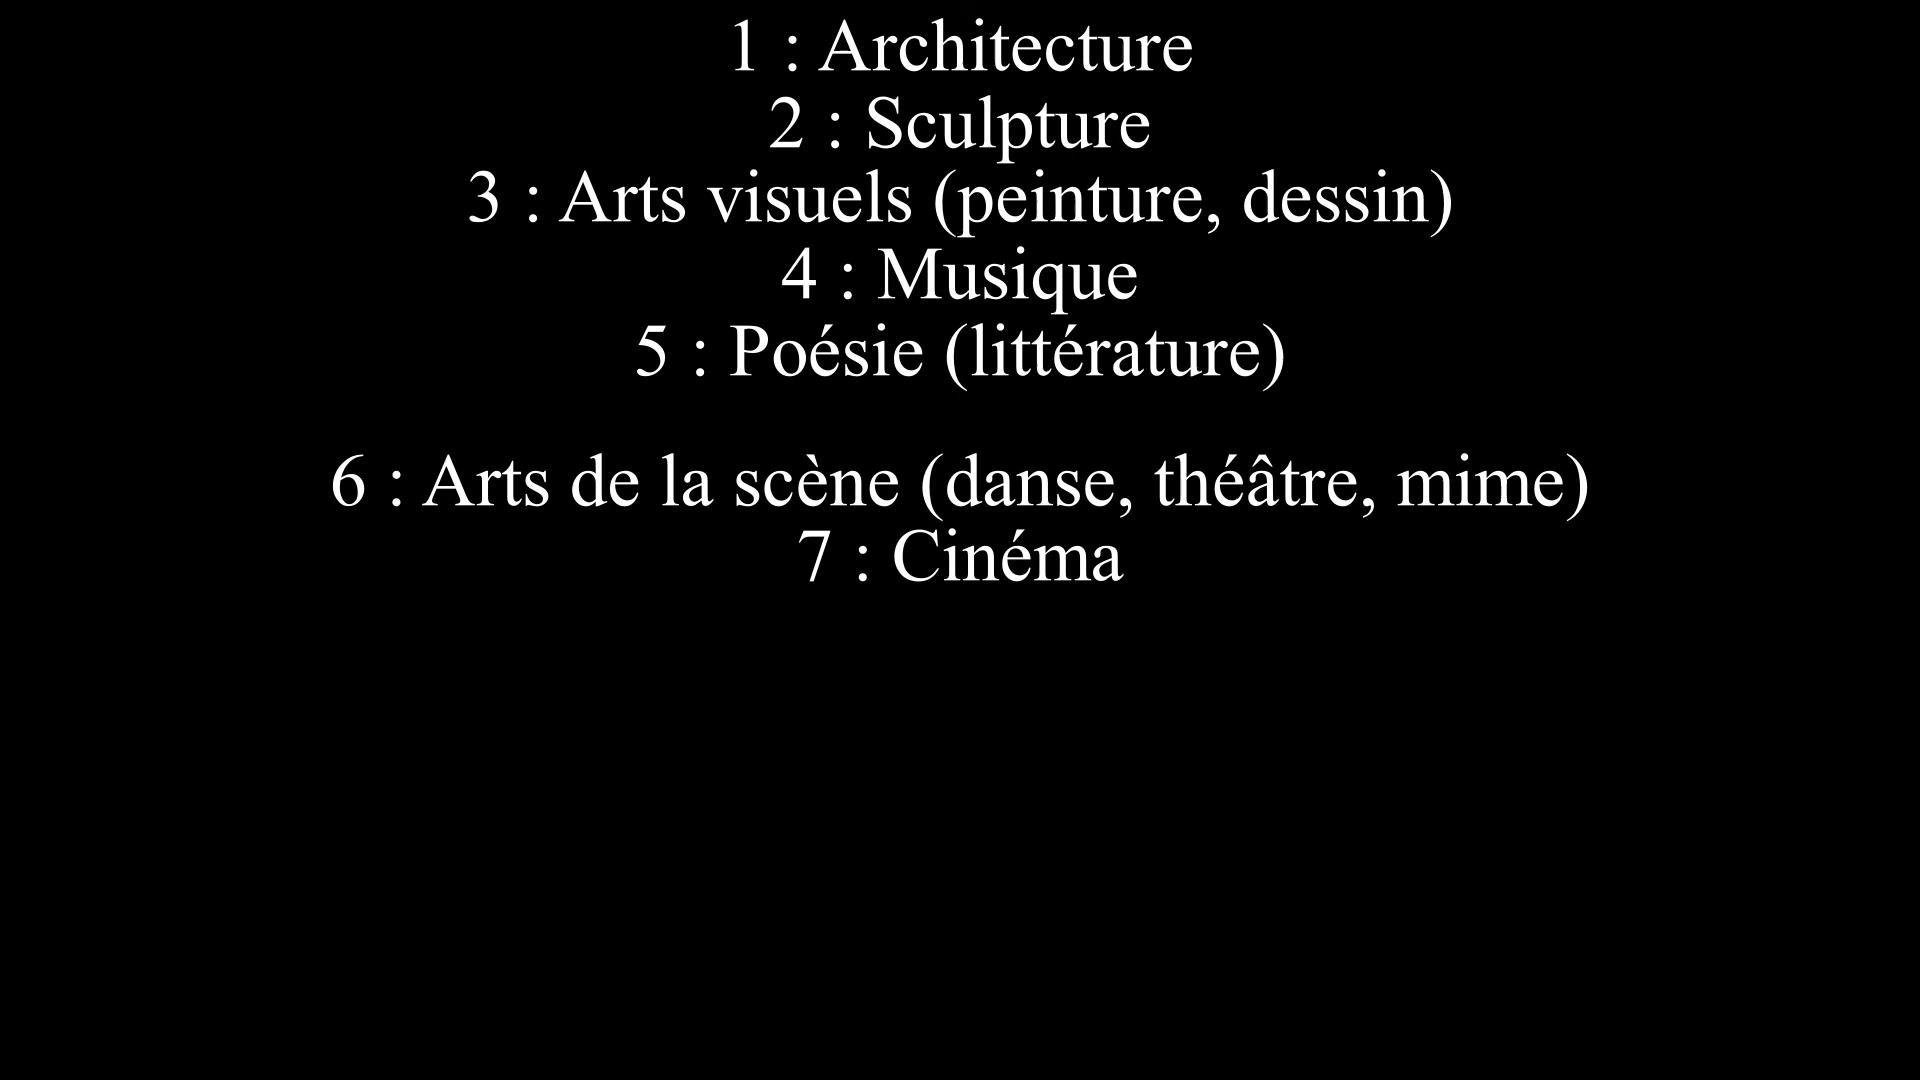 1 : Architecture
2 : Sculpture
3 : Arts visuels (peinture, dessin)
4 : Musique
5 : Poésie (littérature)
6 : Arts de la scène (danse, théâtre, mime)
7 : Cinéma